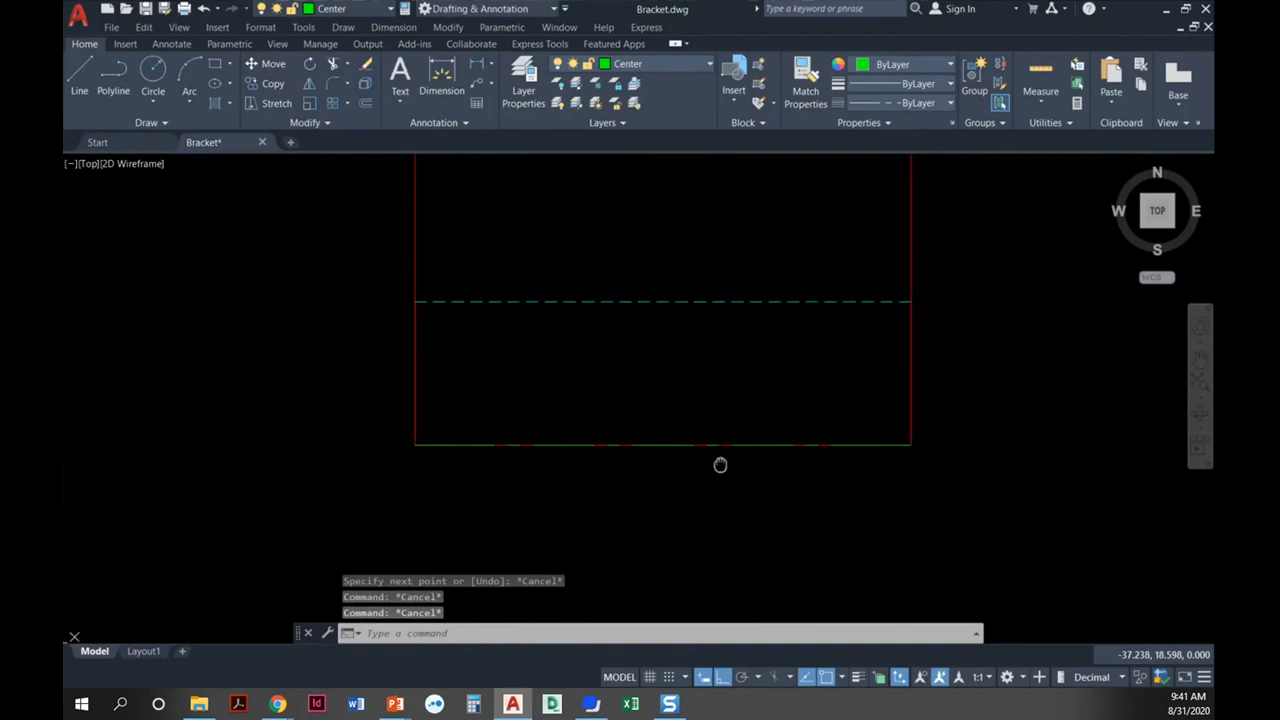 Center
Drafting & Annotation
Bracket.dwg
Type a keyword or phrase
Sign In
File Edit View Insert Format Tools Draw Dimension Modify Parametric Window Help Express
Home Insert Annotate Parametric View Manage Output Add-ins Collaborate Express Tools Featured Apps
Line Polyline Circle Arc
Move
Copy
Stretch
Text Dimension
Layer
Properties
Center
Insert
Match
Properties
ByLayer
ByLayer
ByLayer
Group
Measure
Paste
Base
Draw Modify Annotation Layers Block Properties Groups Utilities Clipboard View
Start Bracket*
[−][Top][2D Wireframe]
N
W TOP E
S
WCS
Specify next point or [Undo]: *Cancel*
Command: *Cancel*
Command: *Cancel*
Type a command
Model Layout1
-37.238, 18.598, 0.000
MODEL 1:1 Decimal
9:41 AM
8/31/2020